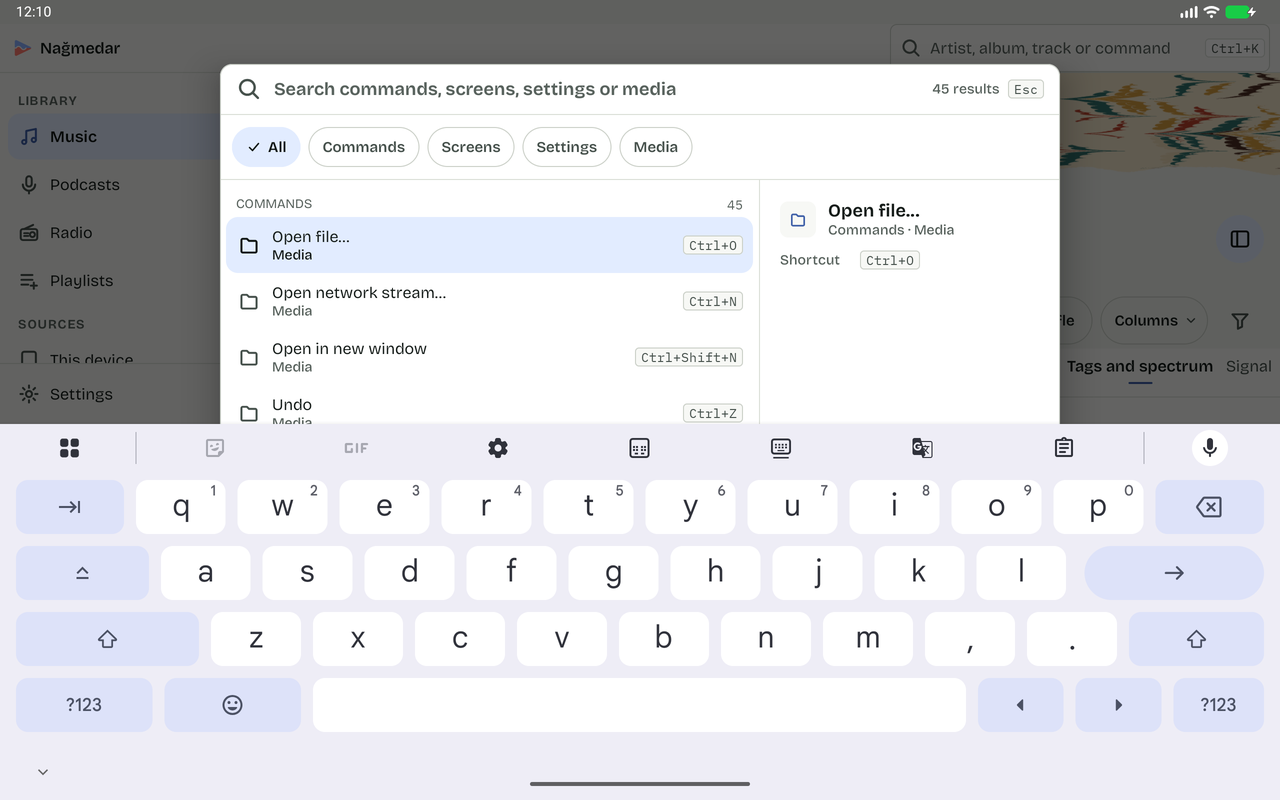 12:10
Nağmedar
Artist, album, track or command Ctrl+K
Search commands, screens, settings or media 45 results Esc
LIBRARY
Music
Podcasts
Radio
Playlists
SOURCES
This device
Settings
All Commands Screens Settings Media
COMMANDS 45
Open file...
Media
Ctrl+O
Open network stream...
Media
Ctrl+N
Open in new window
Media
Ctrl+Shift+N
Undo
Media
Ctrl+Z
Open file...
Commands · Media
Shortcut Ctrl+O
Columns
Tags and spectrum Signal
GIF
q 1 w 2 e 3 r 4 t 5 y 6 u 7 i 8 o 9 p 0
a s d f g h j k l
z x c v b n m , .
?123 ?123